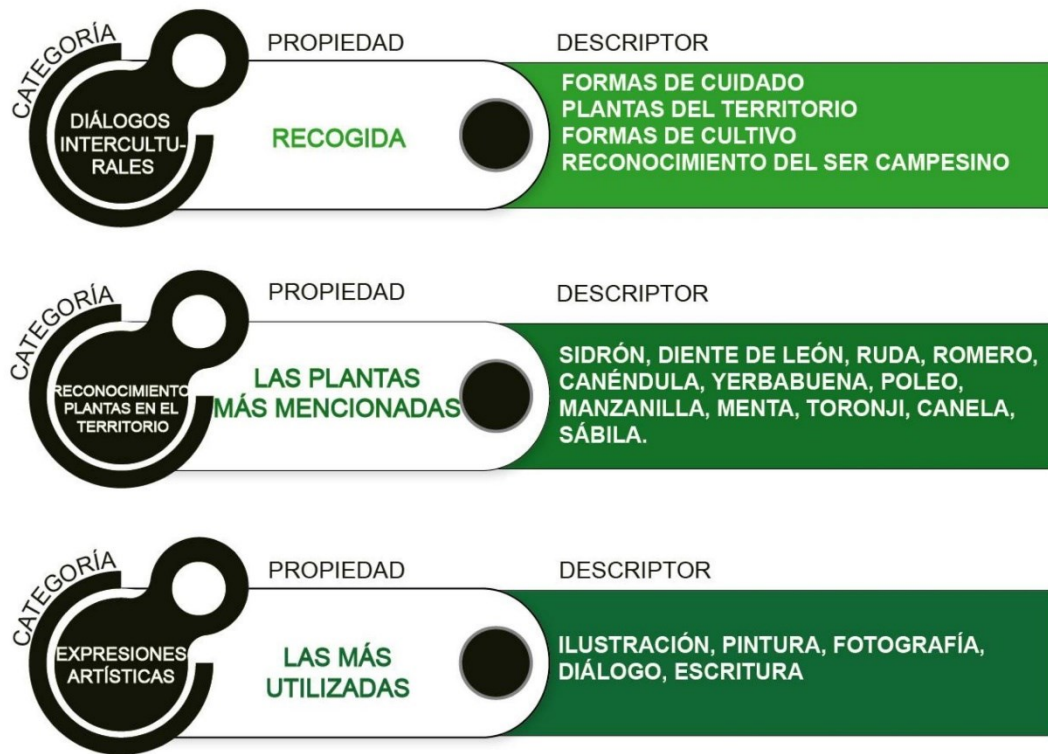 CATEGORÍA
PROPIEDAD
DESCRIPTOR
DIÁLOGOS
INTERCULTU-
RALES
RECOGIDA
FORMAS DE CUIDADO
PLANTAS DEL TERRITORIO
FORMAS DE CULTIVO
RECONOCIMIENTO DEL SER CAMPESINO
CATEGORÍA
PROPIEDAD
DESCRIPTOR
RECONOCIMIENTO
PLANTAS EN EL
TERRITORIO
LAS PLANTAS
MÁS MENCIONADAS
SIDRÓN, DIENTE DE LEÓN, RUDA, ROMERO,
CANÉNDULA, YERBABUENA, POLEO,
MANZANILLA, MENTA, TORONJI, CANELA,
SÁBILA.
CATEGORÍA
PROPIEDAD
DESCRIPTOR
EXPRESIONES
ARTÍSTICAS
LAS MÁS
UTILIZADAS
ILUSTRACIÓN, PINTURA, FOTOGRAFÍA,
DIÁLOGO, ESCRITURA